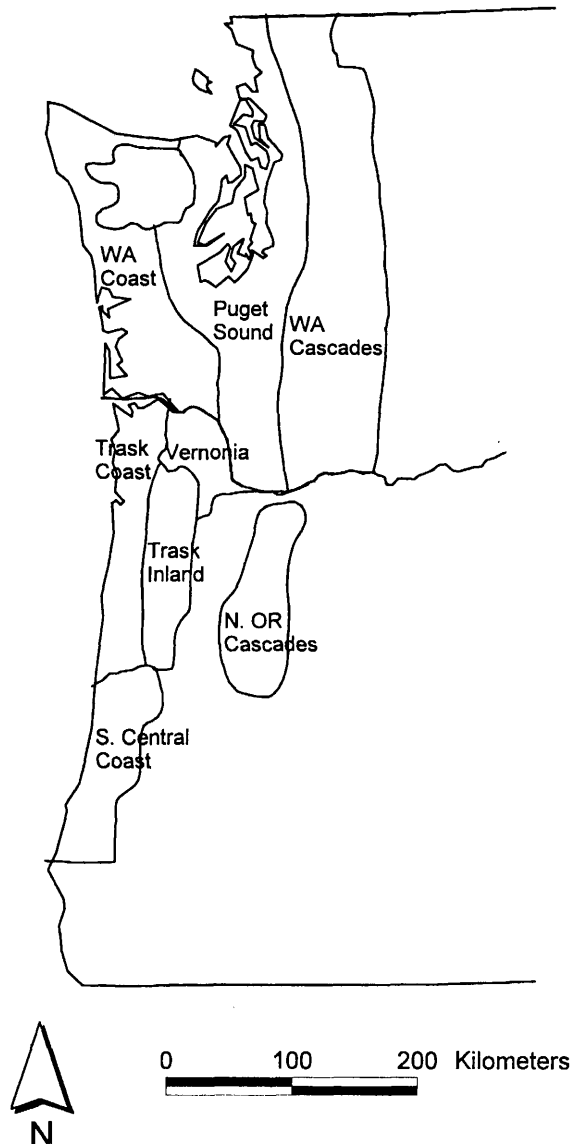 WA
Coast
Puget
Sound
WA
Cascades
Trask
Coast
Vernonia
Trask
Inland
N. OR
Cascades
S. Central
Coast
0 100 200 Kilometers
N